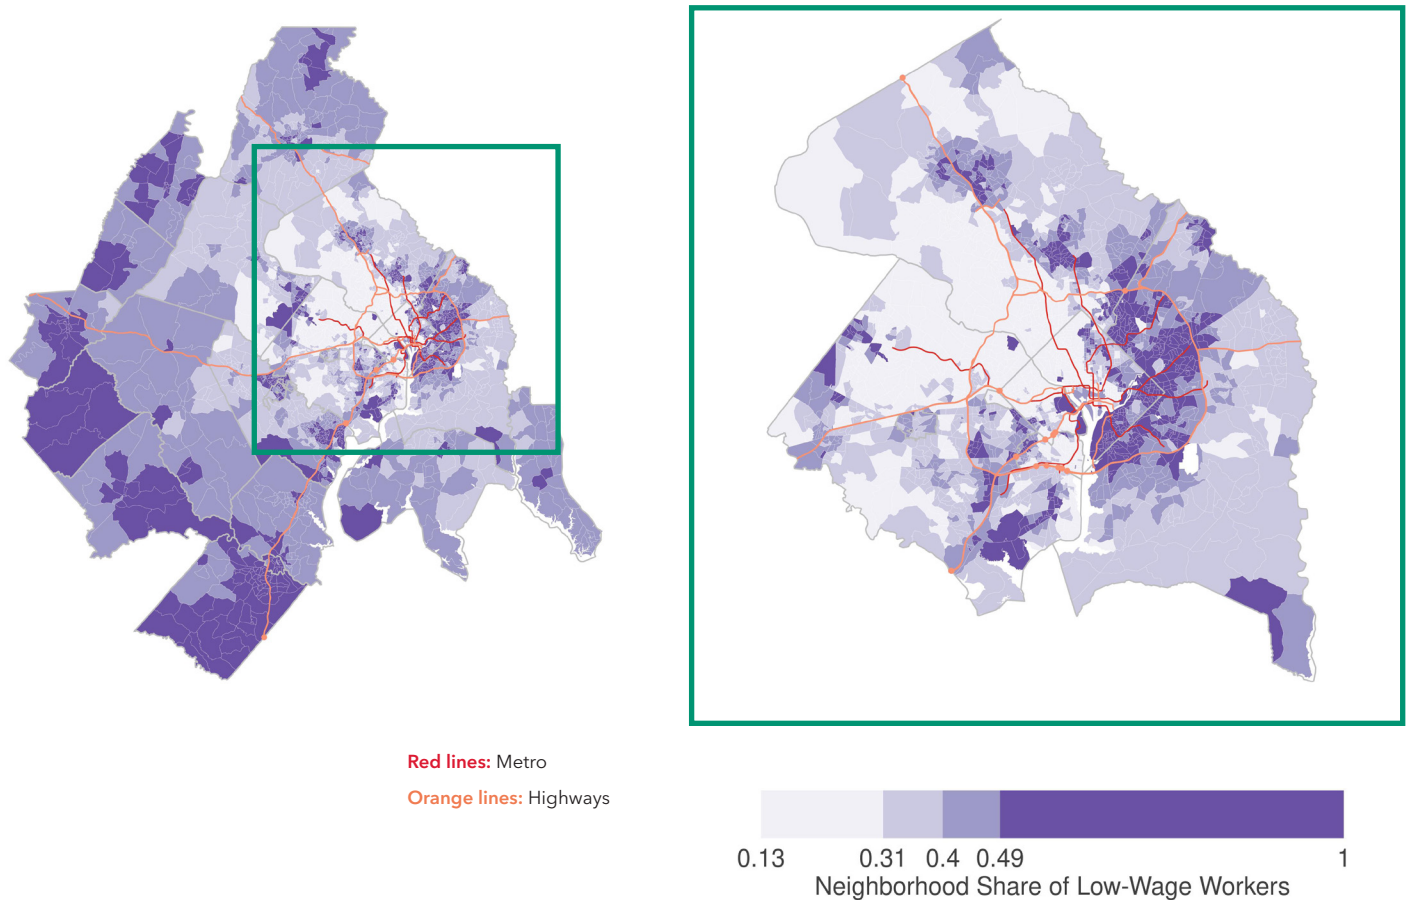 Red lines: Metro
Orange lines: Highways
0.13 0.31 0.4 0.49 1
Neighborhood Share of Low-Wage Workers